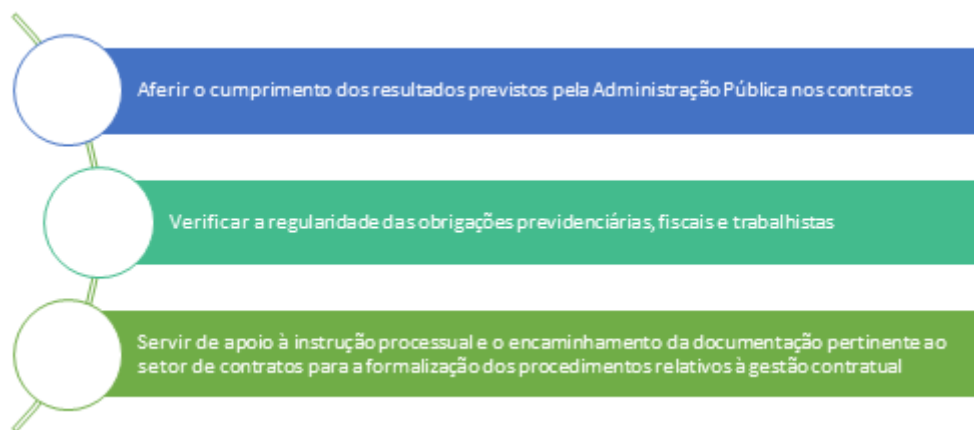 Aferir o cumprimento dos resultados previstos pela Administração Pública nos contratos
Verificar a regularidade das obrigações previdenciárias, fiscais e trabalhistas
Servir de apoio à instrução processual e o encaminhamento da documentação pertinente ao
setor de contratos para a formalização dos procedimentos relativos à gestão contratual